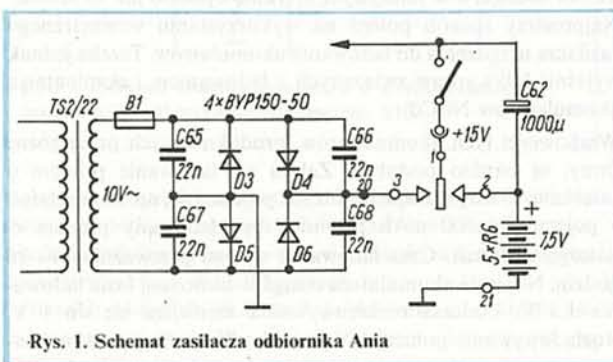 TS2/22
B1
4×BYP150-50
C65
22n
D3
D4
C66
22n
10V~
C67
22n
D5
D6
C68
22n
20
3
1
2
+15V
C62
1000μ
+
5×R16
7,5V
21
Rys. 1. Schemat zasilacza odbiornika Ania